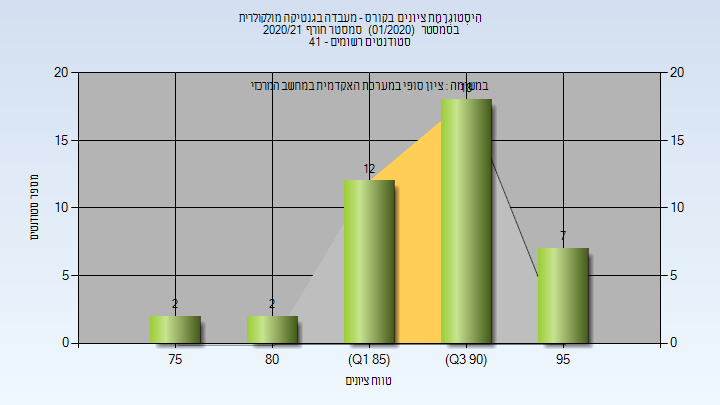 היסטוגרמת ציונים בקורס - מעבדה בגנטיקה מולקולרית
בסמסטר (01/2020) סמסטר חורף 2020/21
סטודנטים רשומים - 41
במשימה : ציון סופי במערכת האקדמית במחשב המרכזי
מספר סטודנטים
20 20
15 15
10 10
5 5
0 0
2 2 12 18 7
75 80 (Q1 85) (Q3 90) 95
טווח ציונים